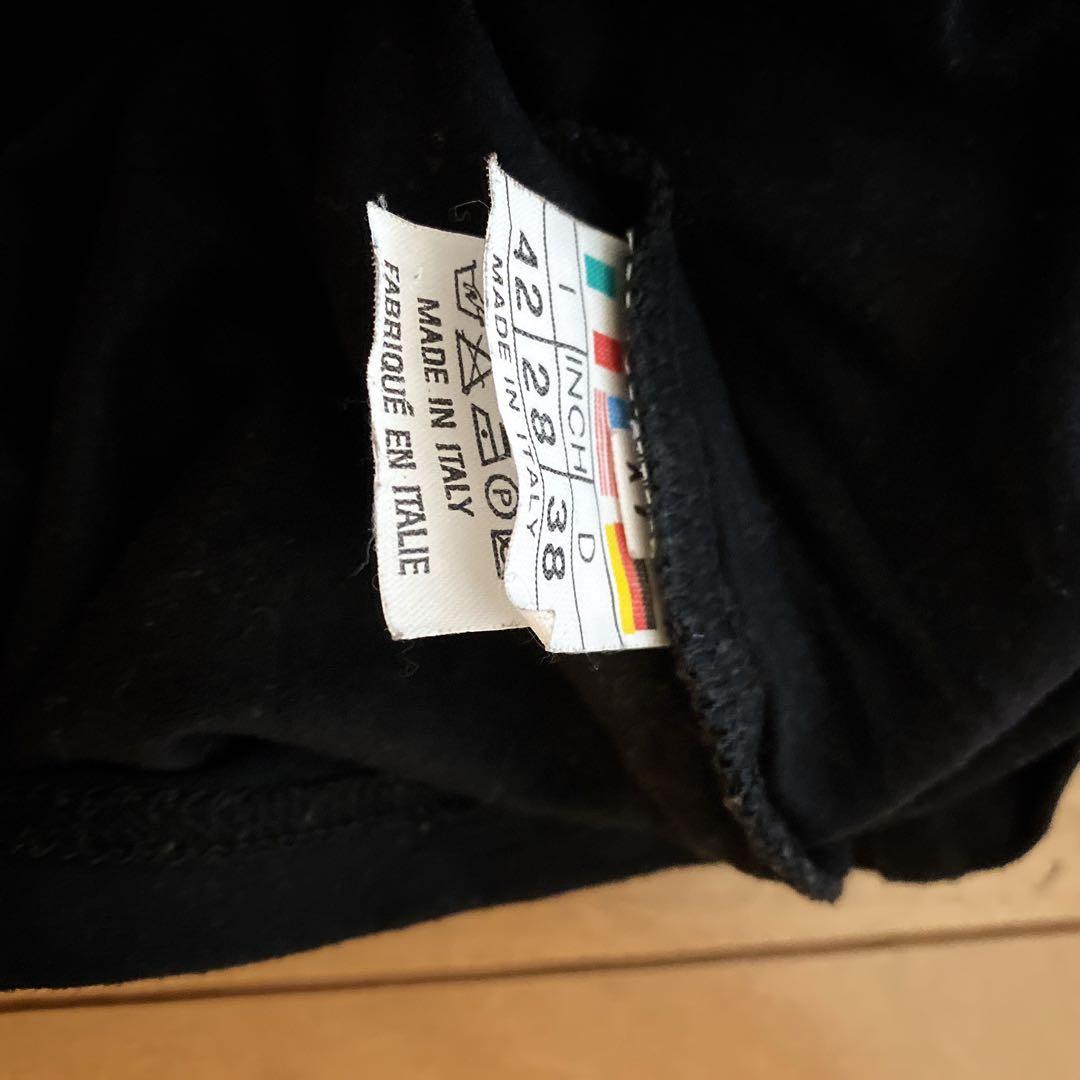 I INCH D
42 28 38
MADE IN ITALY
P
MADE IN ITALY
FABRIQUÉ EN ITALIE